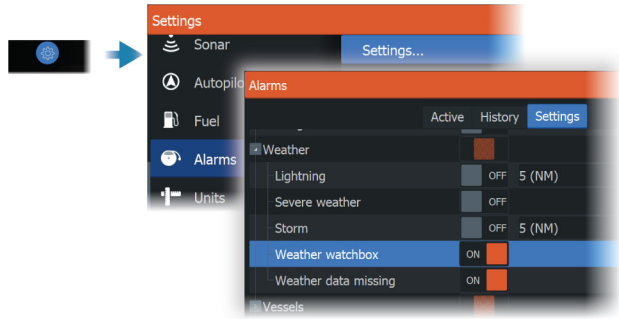 Settings
Sonar
Settings...
Autopilo
Fuel
Alarms
Units
Alarms
Active History Settings
Weather
Lightning OFF 5 (NM)
Severe weather OFF
Storm OFF 5 (NM)
Weather watchbox ON
Weather data missing ON
Vessels